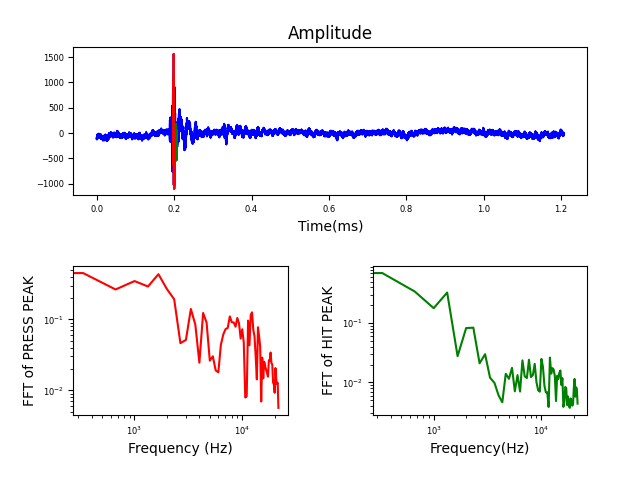 Amplitude
1500
1000
500
0
−500
−1000
0.0 0.2 0.4 0.6 0.8 1.0 1.2
Time(ms)
FFT of PRESS PEAK
10⁻¹
10⁻²
10³ 10⁴
Frequency (Hz)
FFT of HIT PEAK
10⁻¹
10⁻²
10³ 10⁴
Frequency(Hz)